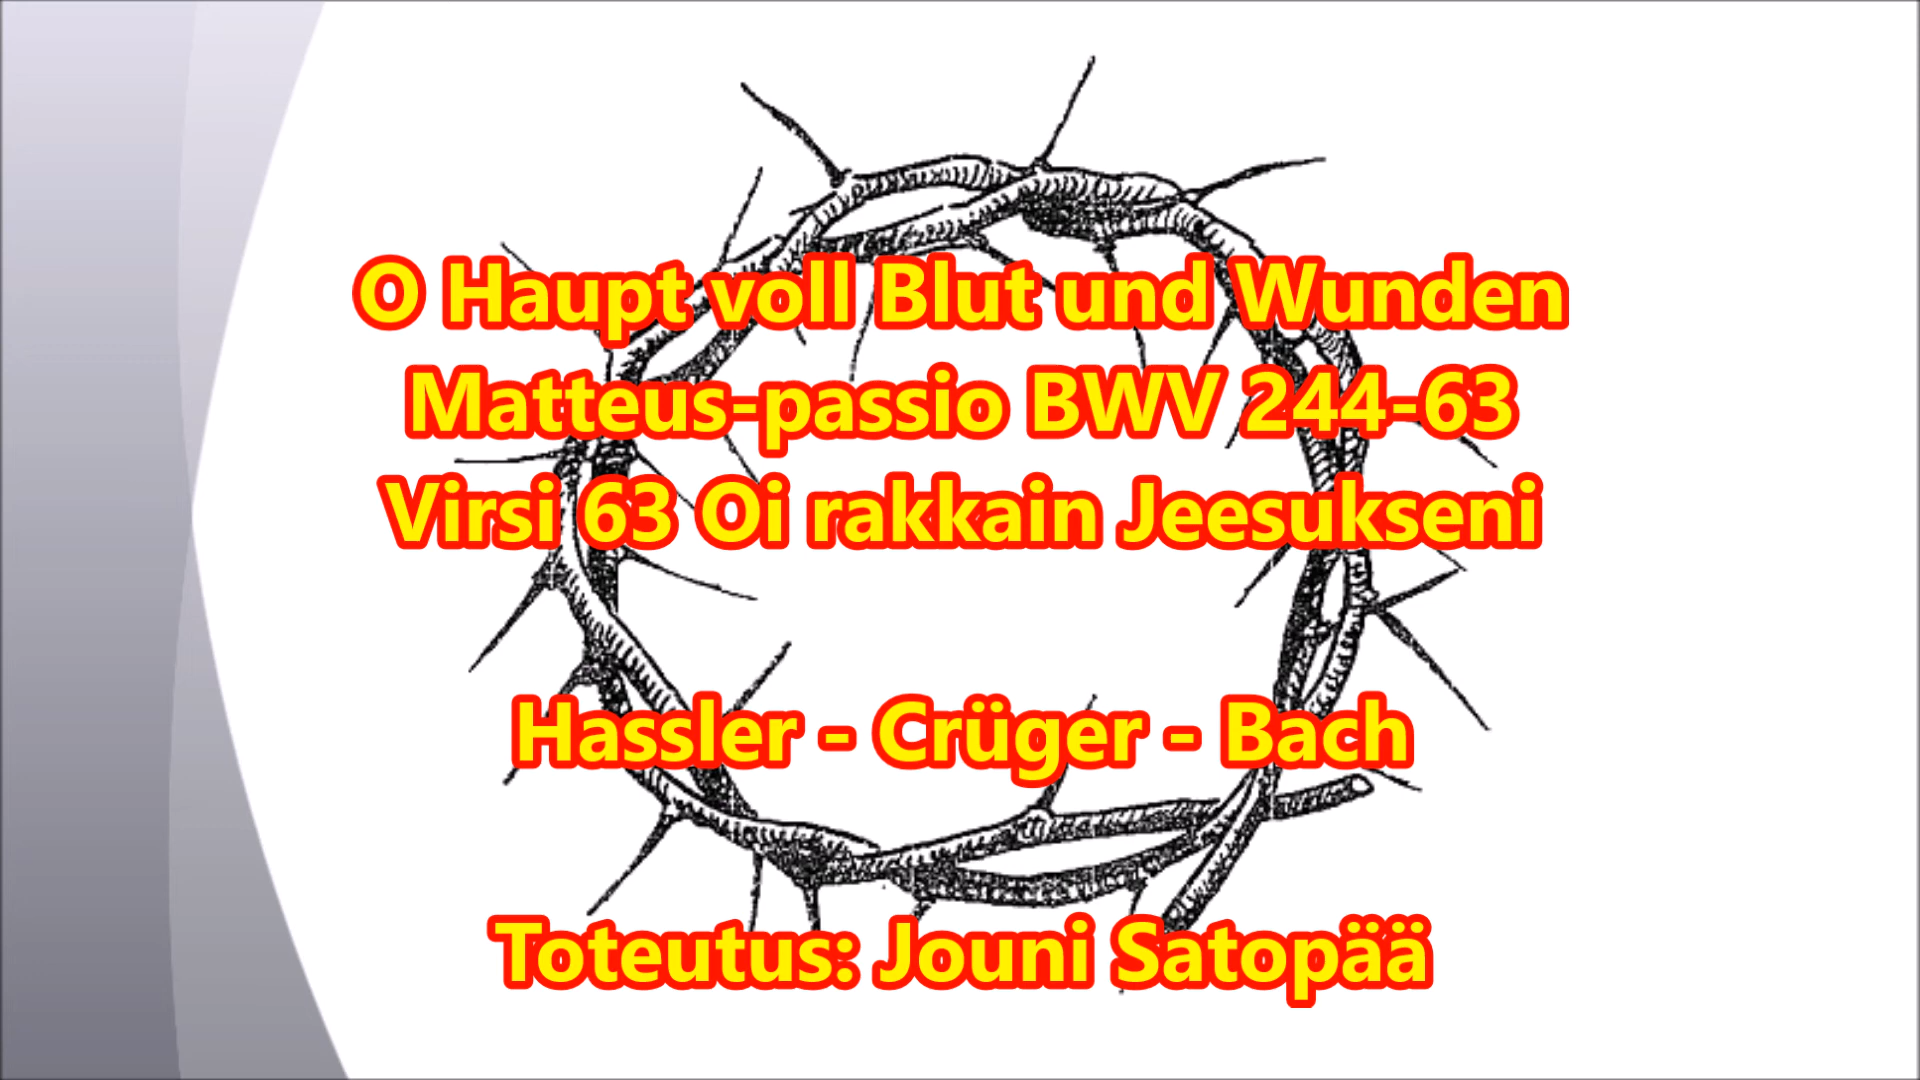 O Haupt voll Blut und Wunden
Matteus-passio BWV 244-63
Virsi 63 Oi rakkain Jeesukseni
Hassler - Crüger - Bach
Toteutus: Jouni Satopää